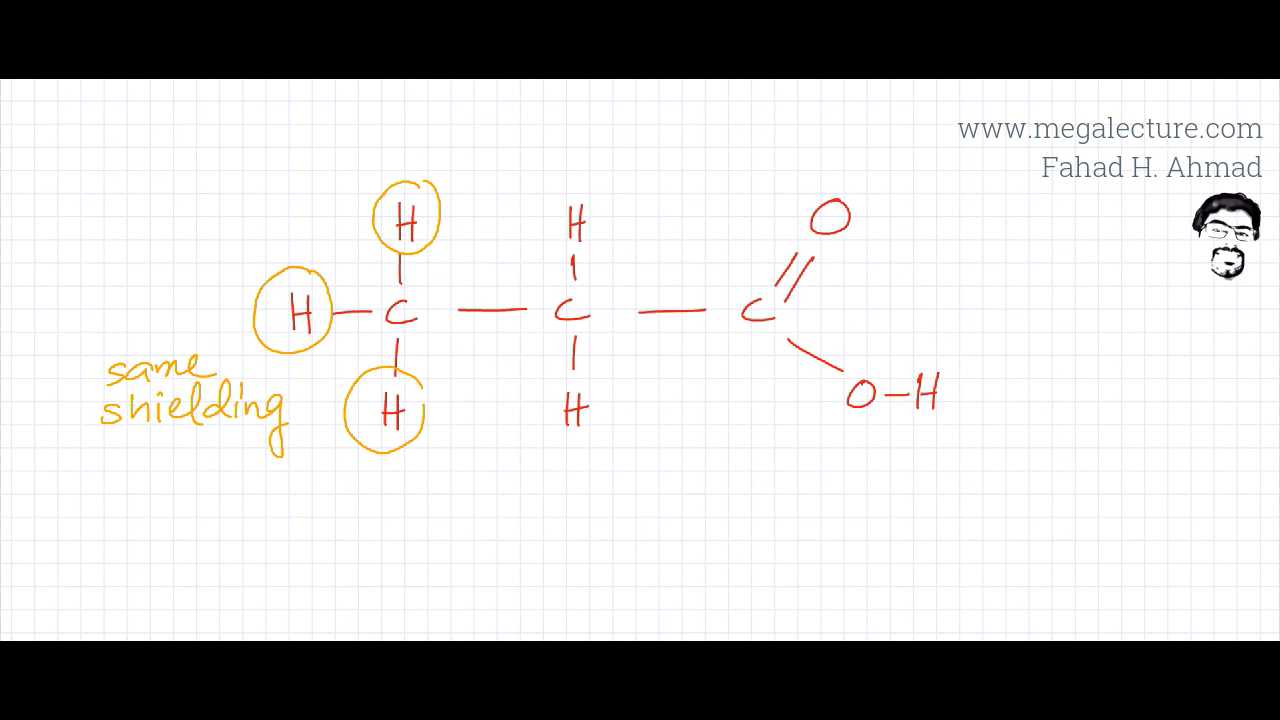 www.megalecture.com
Fahad H. Ahmad
H H O
H C C C
same
shielding
H H O-H